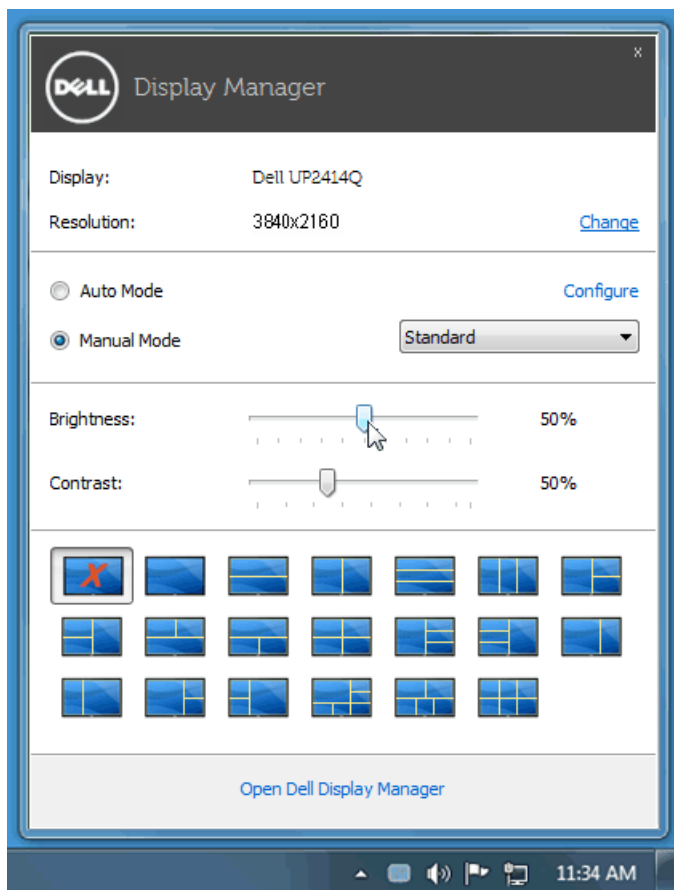 x
DELL Display Manager
Display: Dell UP2414Q
Resolution: 3840x2160 Change
Auto Mode Configure
Manual Mode Standard
Brightness: 50%
Contrast: 50%
X
Open Dell Display Manager
11:34 AM